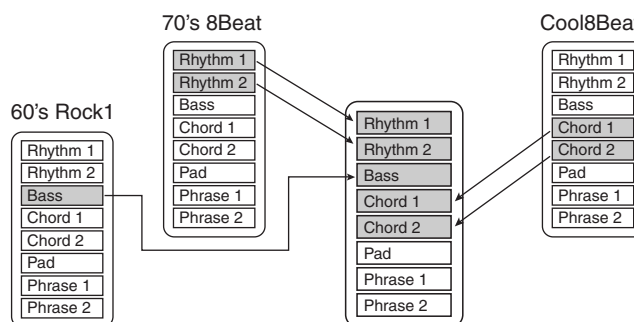 70's 8Beat
Rhythm 1
Rhythm 2
Bass
Chord 1
Chord 2
Pad
Phrase 1
Phrase 2
60's Rock1
Rhythm 1
Rhythm 2
Bass
Chord 1
Chord 2
Pad
Phrase 1
Phrase 2
Rhythm 1
Rhythm 2
Bass
Chord 1
Chord 2
Pad
Phrase 1
Phrase 2
Cool8Bea
Rhythm 1
Rhythm 2
Bass
Chord 1
Chord 2
Pad
Phrase 1
Phrase 2